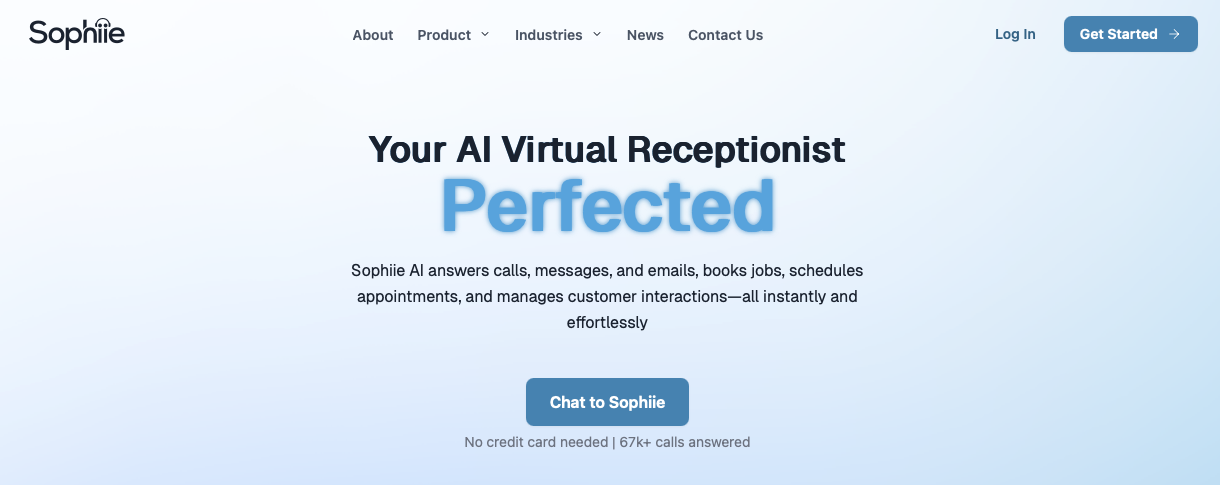 Sophiie
About
Product
Industries
News
Contact Us
Log In
Get Started
Your AI Virtual Receptionist
Perfected
Sophiie AI answers calls, messages, and emails, books jobs, schedules
appointments, and manages customer interactions—all instantly and
effortlessly
Chat to Sophiie
No credit card needed | 67k+ calls answered